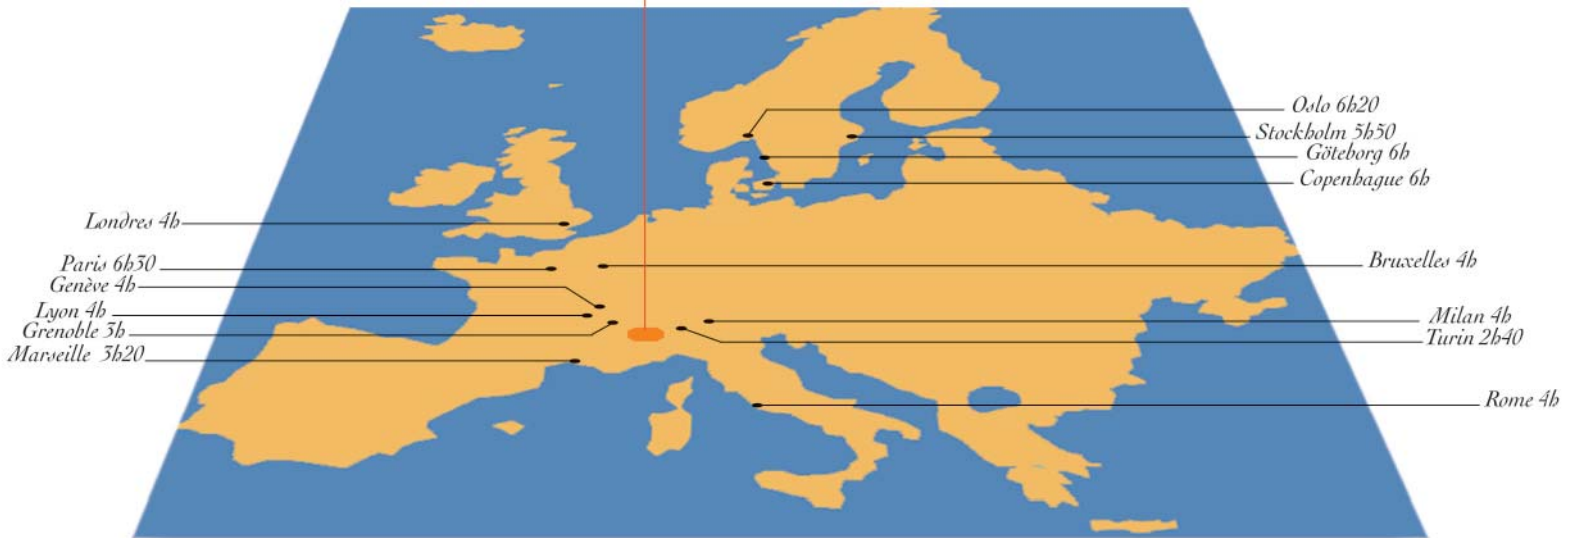 Oslo 6h20
Stockholm 5h50
Göteborg 6h
Copenhague 6h
Londres 4h
Paris 6h30
Genève 4h
Lyon 4h
Grenoble 3h
Marseille 3h20
Bruxelles 4h
Milan 4h
Turin 2h40
Rome 4h